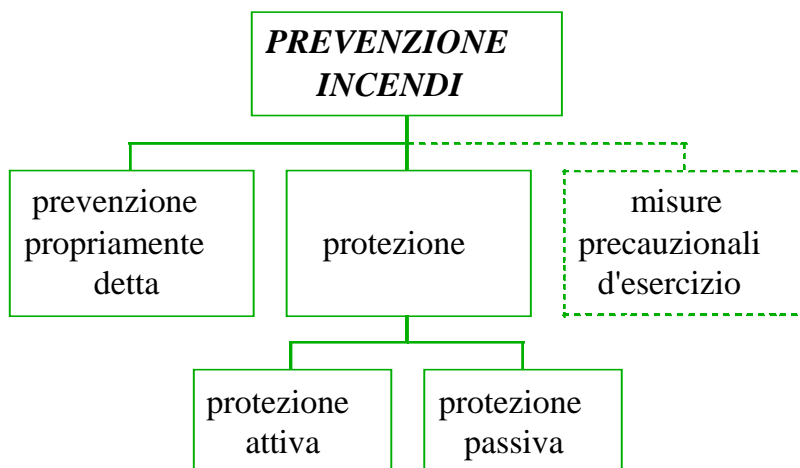 PREVENZIONE
INCENDI
prevenzione
propriamente
detta
protezione
misure
precauzionali
d'esercizio
protezione
attiva
protezione
passiva